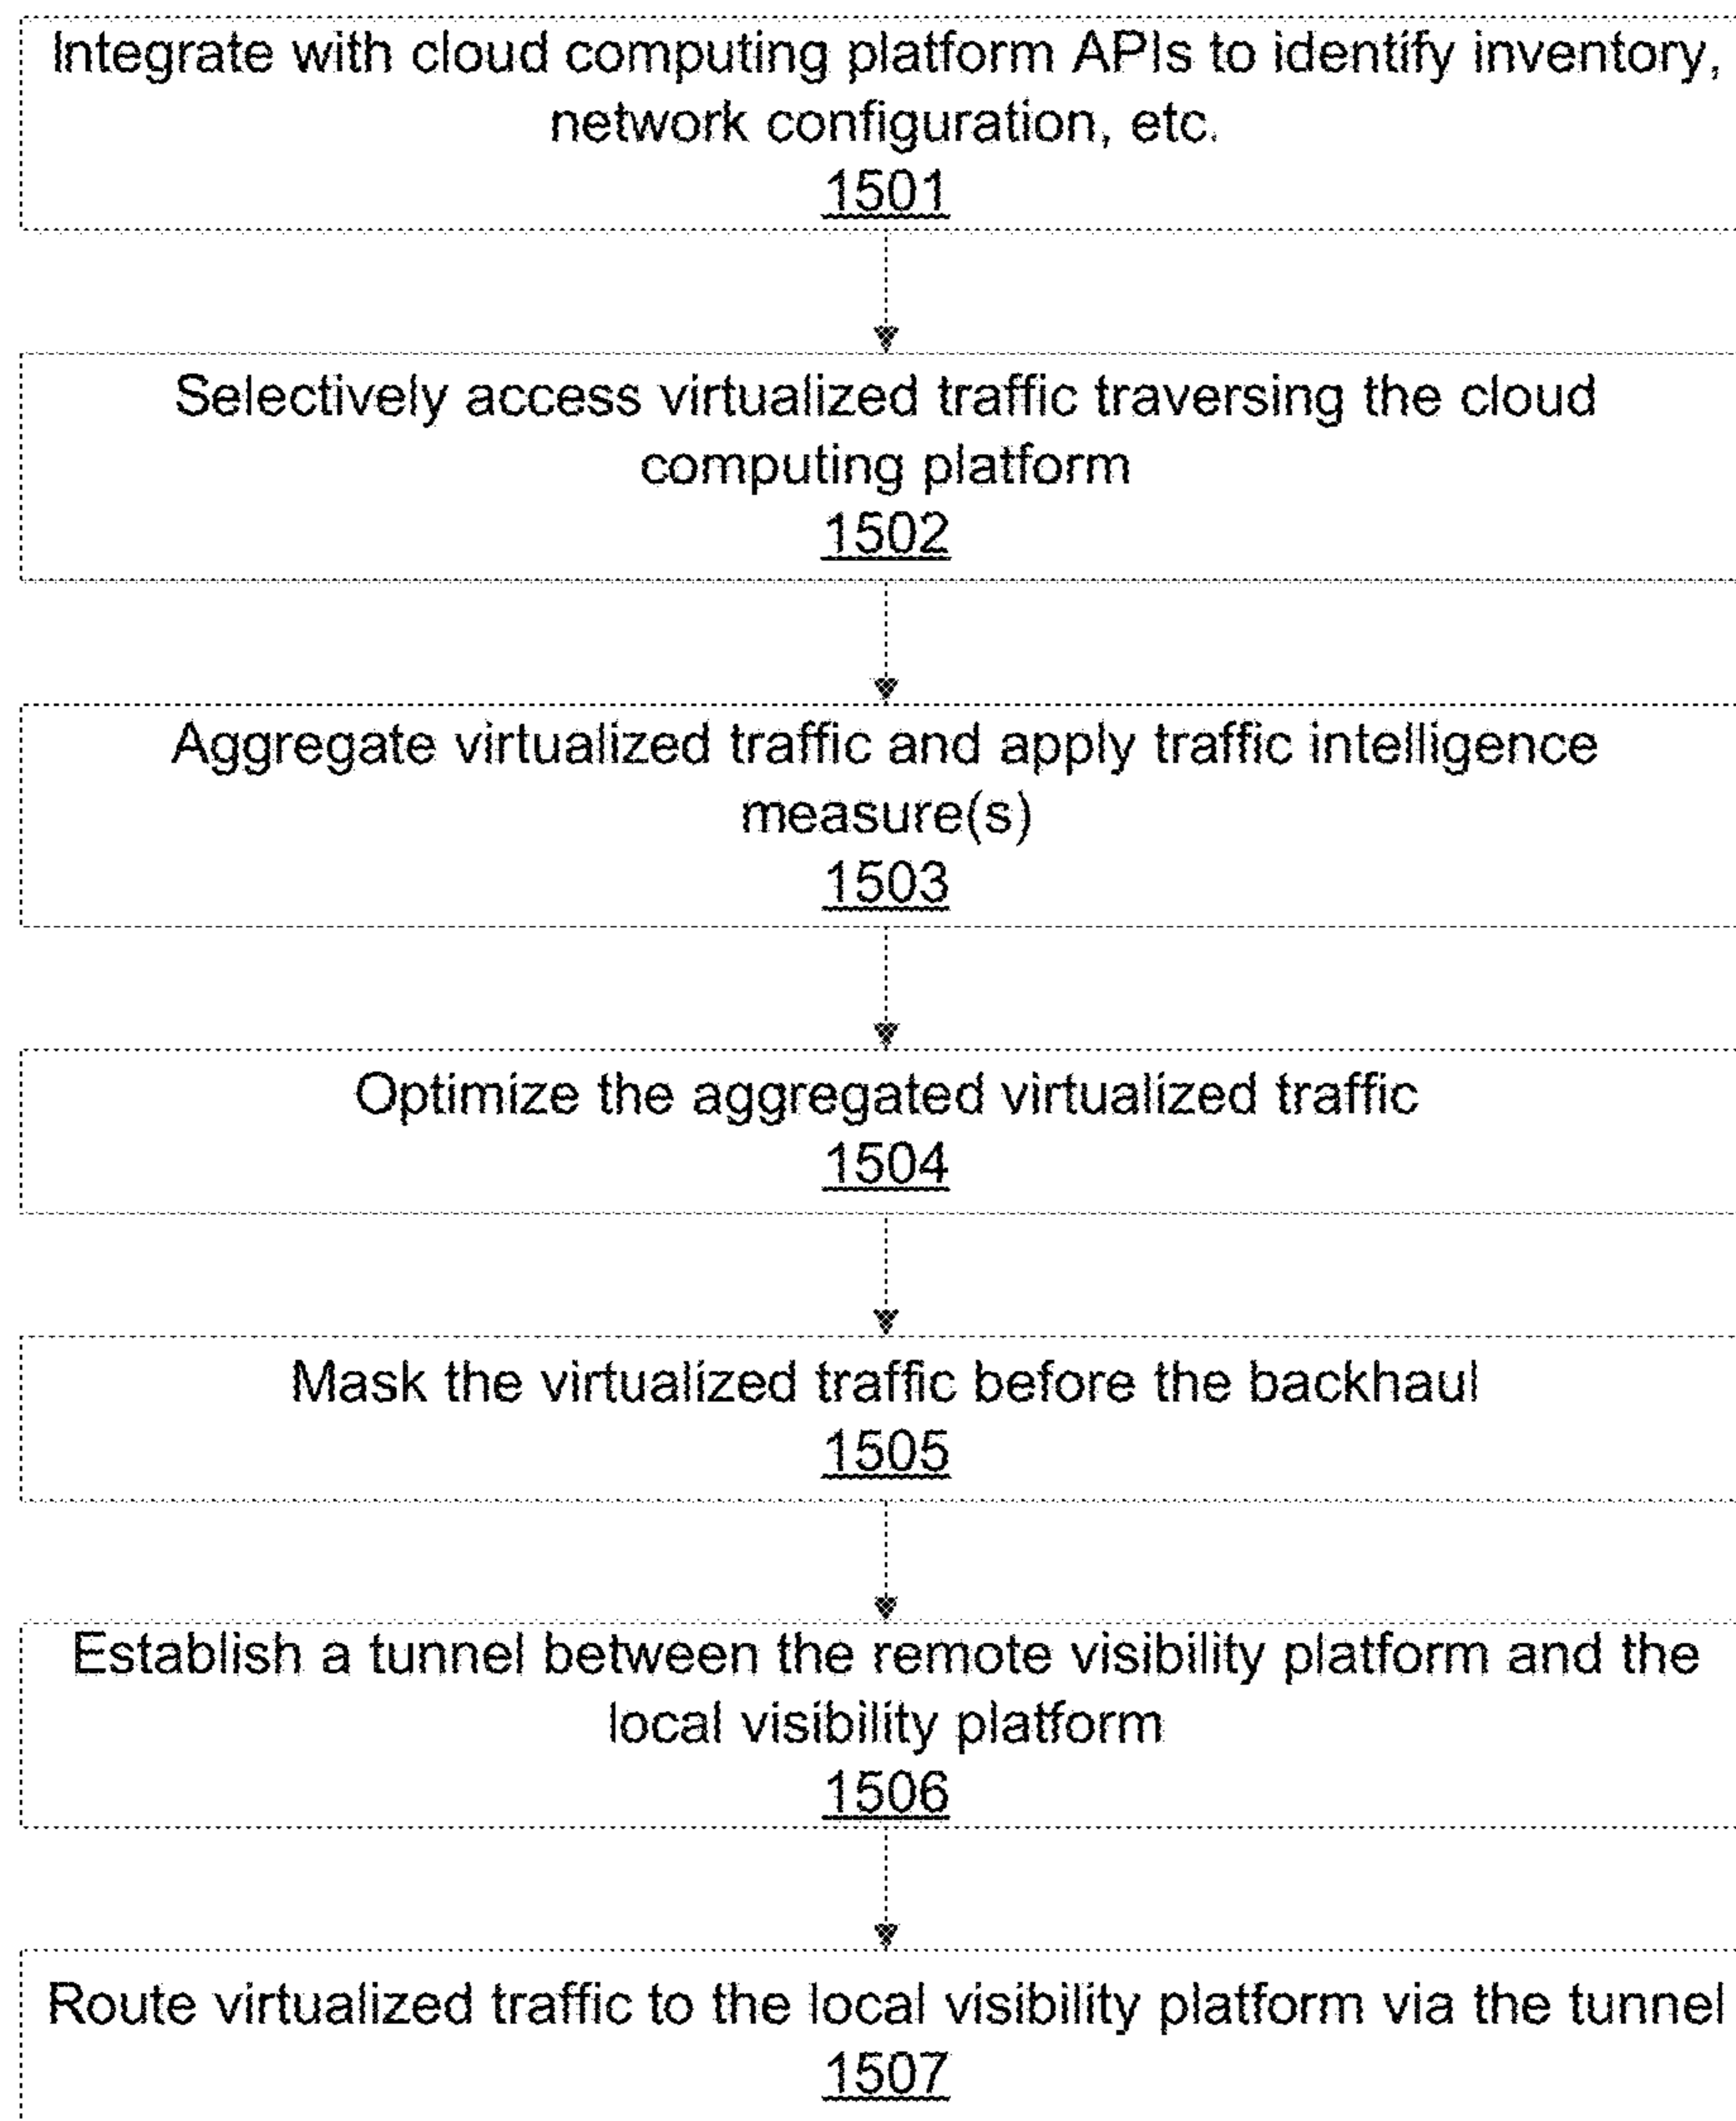 Integrate with cloud computing platform APIs to identify inventory,
network configuration, etc.
1501
Selectively access virtualized traffic traversing the cloud
computing platform
1502
Aggregate virtualized traffic and apply traffic intelligence
measure(s)
1503
Optimize the aggregated virtualized traffic
1504
Mask the virtualized traffic before the backhaul
1505
Establish a tunnel between the remote visibility platform and the
local visibility platform
1506
Route virtualized traffic to the local visibility platform via the tunnel
1507